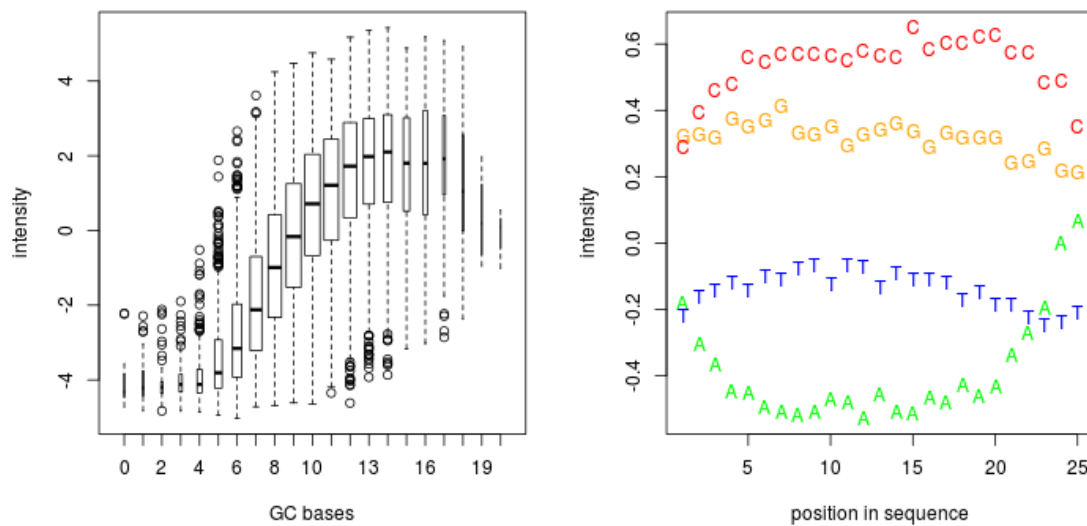 4
2
0
-2
-4
intensity
0 2 4 6 8 10 13 16 19
GC bases
0.6
0.4
0.2
0.0
-0.2
-0.4
intensity
C C C C C C C C C C C C C C C C C C C C C C C C C
G G G G G G G G G G G G G G G G G G G G G G G G G
T T T T T T T T T T T T T T T T T T T T T T T T T
A A A A A A A A A A A A A A A A A A A A A A A A A
5 10 15 20 25
position in sequence